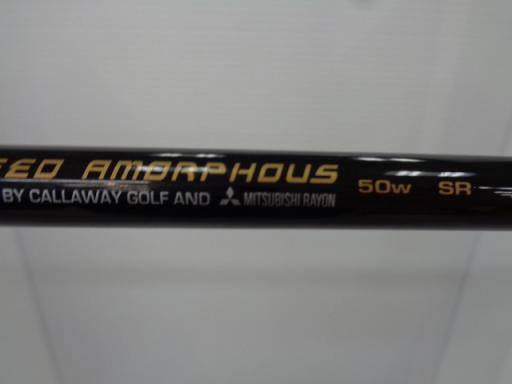 AMORPHOUS 50w SR
BY CALLAWAY GOLF AND MITSUBISHI RAYON